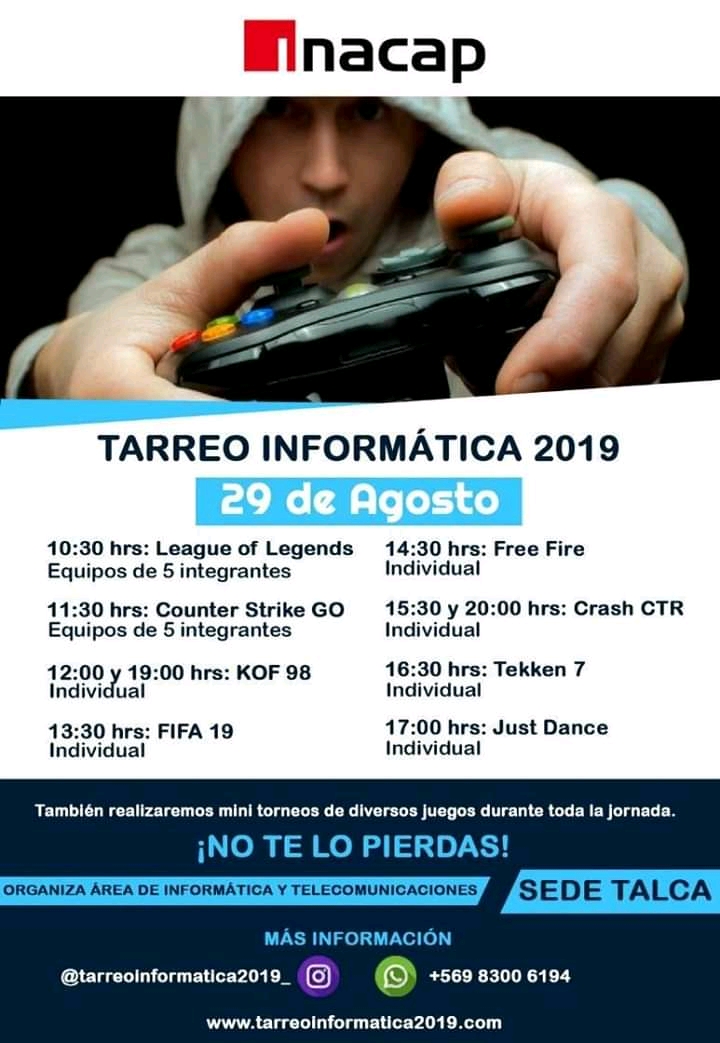 inacap
TARREO INFORMÁTICA 2019
29 de Agosto
10:30 hrs: League of Legends
Equipos de 5 integrantes
11:30 hrs: Counter Strike GO
Equipos de 5 integrantes
12:00 y 19:00 hrs: KOF 98
Individual
13:30 hrs: FIFA 19
Individual
14:30 hrs: Free Fire
Individual
15:30 y 20:00 hrs: Crash CTR
Individual
16:30 hrs: Tekken 7
Individual
17:00 hrs: Just Dance
Individual
También realizaremos mini torneos de diversos juegos durante toda la jornada.
¡NO TE LO PIERDAS!
ORGANIZA ÁREA DE INFORMÁTICA Y TELECOMUNICACIONES
SEDE TALCA
MÁS INFORMACIÓN
@tarreoinformatica2019_
+569 8300 6194
www.tarreoinformatica2019.com